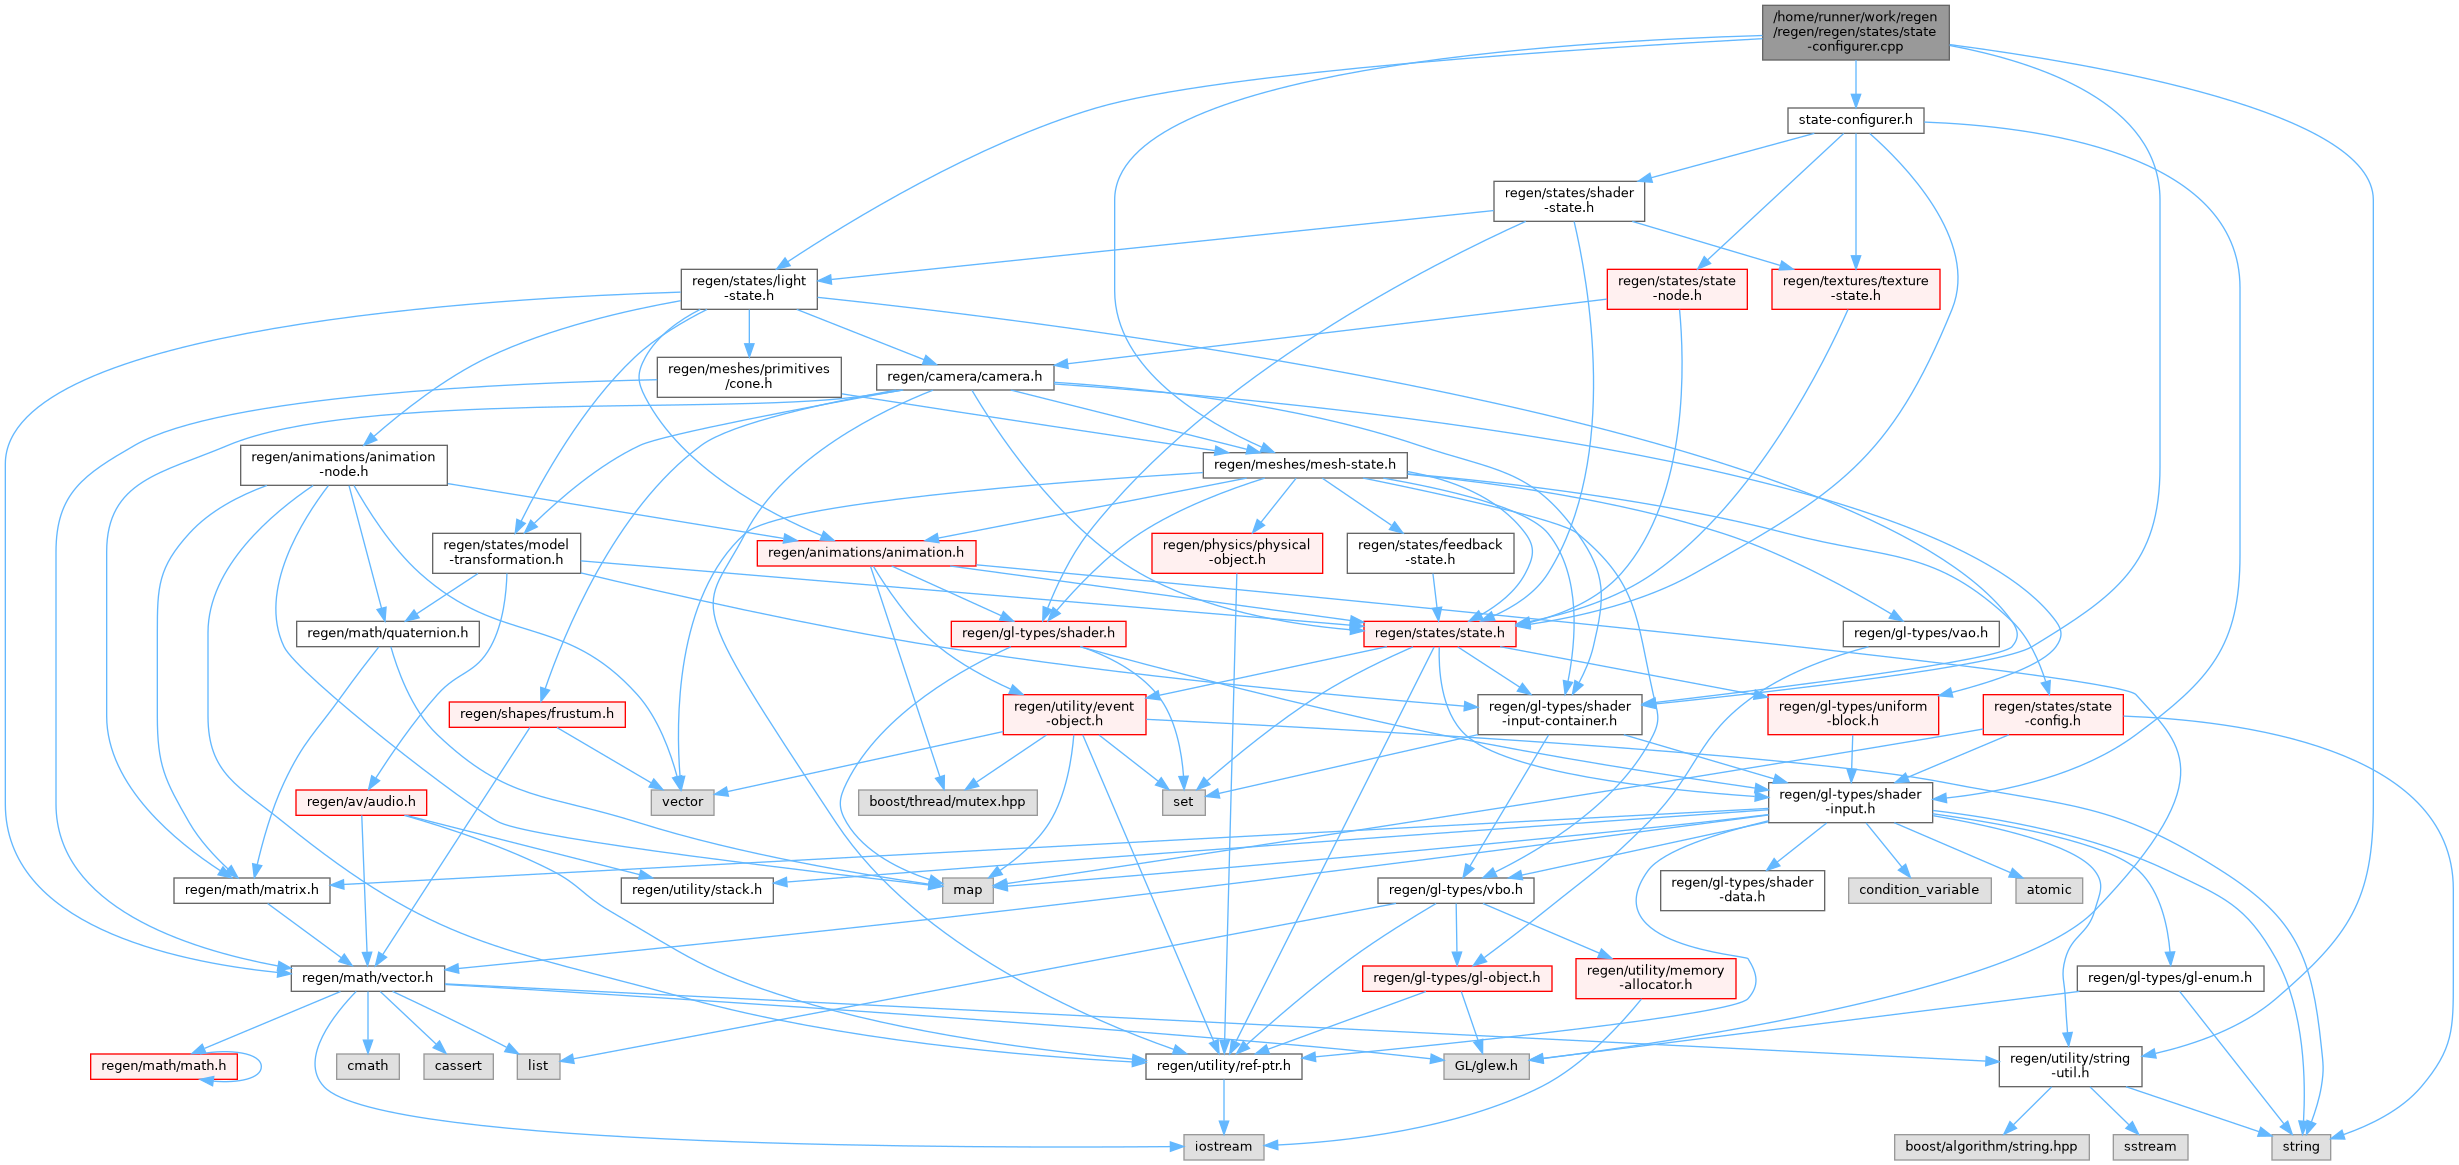 /home/runner/work/regen
/regen/regen/states/state
-configurer.cpp
state-configurer.h
regen/states/shader
-state.h
regen/states/light
-state.h
regen/states/state
-node.h
regen/textures/texture
-state.h
regen/meshes/primitives
/cone.h
regen/camera/camera.h
regen/animations/animation
-node.h
regen/meshes/mesh-state.h
regen/states/model
-transformation.h
regen/animations/animation.h
regen/physics/physical
-object.h
regen/states/feedback
-state.h
regen/math/quaternion.h
regen/gl-types/shader.h
regen/states/state.h
regen/gl-types/vao.h
regen/shapes/frustum.h
regen/utility/event
-object.h
regen/gl-types/shader
-input-container.h
regen/gl-types/uniform
-block.h
regen/states/state
-config.h
regen/av/audio.h
vector
boost/thread/mutex.hpp
set
regen/gl-types/shader
-input.h
regen/math/matrix.h
regen/utility/stack.h
map
regen/gl-types/vbo.h
regen/gl-types/shader
-data.h
condition_variable
atomic
regen/math/vector.h
regen/gl-types/gl-object.h
regen/utility/memory
-allocator.h
regen/gl-types/gl-enum.h
regen/math/math.h
cmath
cassert
list
regen/utility/ref-ptr.h
GL/glew.h
regen/utility/string
-util.h
iostream
boost/algorithm/string.hpp
sstream
string